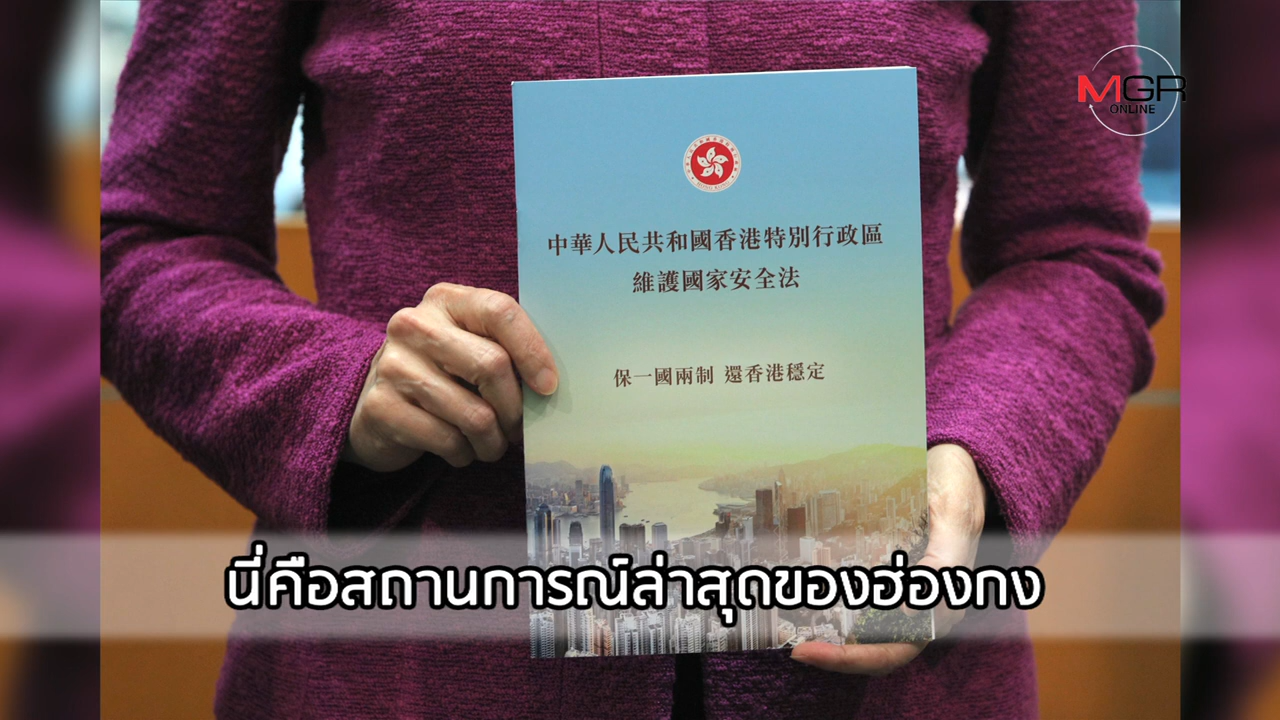 MGR
ONLINE
中華人民共和國香港特別行政區
維護國家安全法
保一國兩制 還香港穩定
นี่คือสถานการณ์ล่าสุดของฮ่องกง